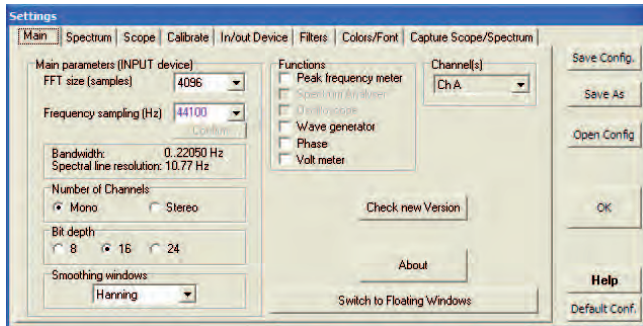 Settings
Main Spectrum Scope Calibrate In/out Device Filters Colors/Font Capture Scope/Spectrum
Main parameters (INPUT device)
FFT size (samples) 4096
Frequency sampling (Hz) 44100
Confirm
Bandwidth: 0..22050 Hz
Spectral line resolution: 10.77 Hz
Number of Channels
Mono Stereo
Bit depth
8 16 24
Smoothing windows
Hanning
Functions
Peak frequency meter
Spectrum Analyzer
Oscilloscope
Wave generator
Phase
Volt meter
Channel(s)
Ch A
Check new Version
About
Switch to Floating Windows
Save Config.
Save As
Open Config
OK
Help
Default Conf.